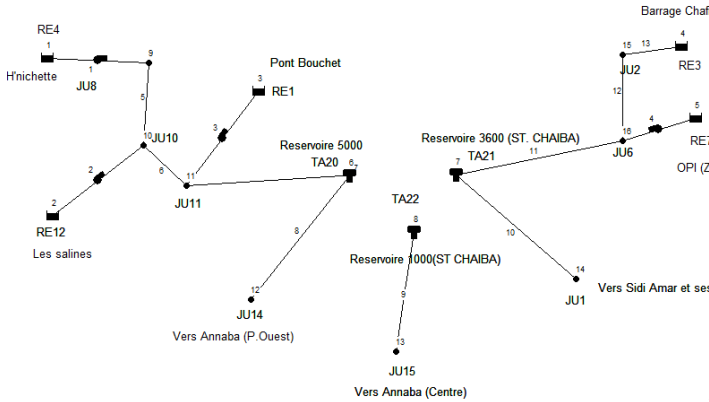 Barrage Chaf
RE4
1
9
15
13
4
H'nichette
1
JU8
JU2
RE3
Pont Bouchet
3
RE1
5
12
5
3
4
RE7
10
JU10
Reservoire 5000
Reservoire 3600 (ST. CHAIBA)
16
JU6
2
6
11
TA20
6
7
TA21
7
11
OPI (Z
JU11
TA22
2
8
8
10
RE12
Les salines
Reservoire 1000(ST CHAIBA)
14
12
9
JU1
Vers Sidi Amar et ses
JU14
Vers Annaba (P.Ouest)
13
JU15
Vers Annaba (Centre)